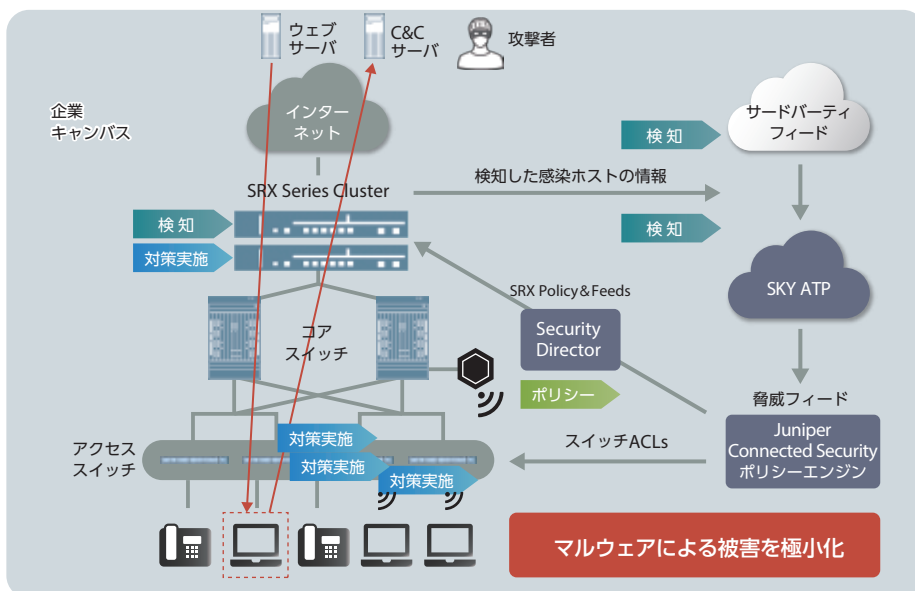 ウェブ
サーバ
C&C
サーバ
攻撃者
企業
キャンパス
インター
ネット
サードパーティ
フィード
検 知
検知した感染ホストの情報
SRX Series Cluster
検 知
検 知
対策実施
SKY ATP
SRX Policy&Feeds
コア
スイッチ
Security
Director
ポリシー
脅威フィード
Juniper
Connected Security
ポリシーエンジン
スイッチACLs
アクセス
スイッチ
対策実施
対策実施
対策実施
マルウェアによる被害を極小化